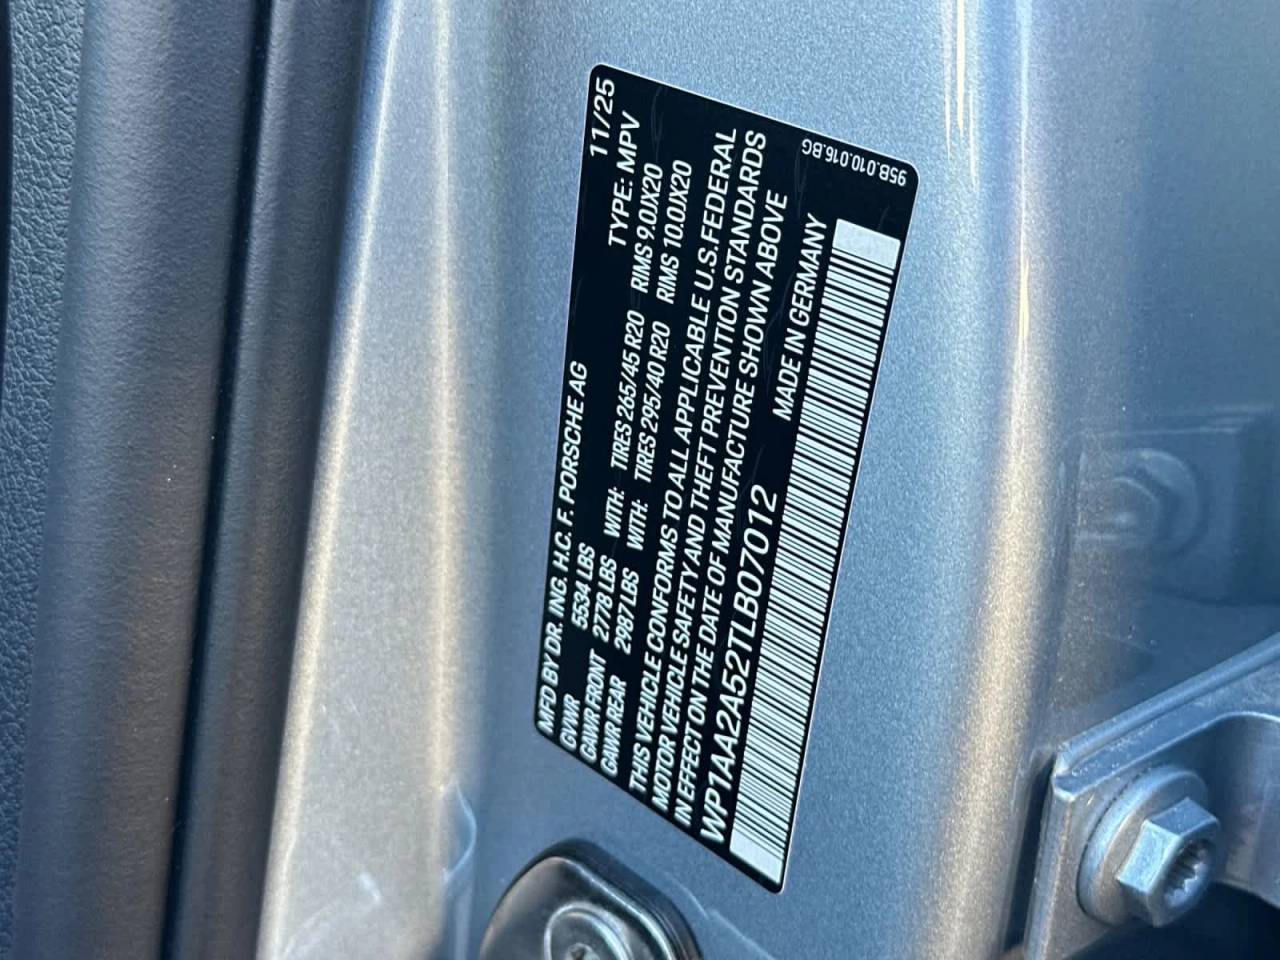 11/25
MFD BY DR. ING. H.C. F. PORSCHE AG TYPE: MPV
GVWR 5534 LBS
GAWR FRONT 2778 LBS WITH: TIRES 265/45 R20 RIMS 9.0JX20
GAWR REAR 2987 LBS WITH: TIRES 295/40 R20 RIMS 10.0JX20
THIS VEHICLE CONFORMS TO ALL APPLICABLE U.S.FEDERAL
MOTOR VEHICLE SAFETY AND THEFT PREVENTION STANDARDS
IN EFFECT ON THE DATE OF MANUFACTURE SHOWN ABOVE
WP1AA2A52TLB07012 MADE IN GERMANY
95B.010.016.BG